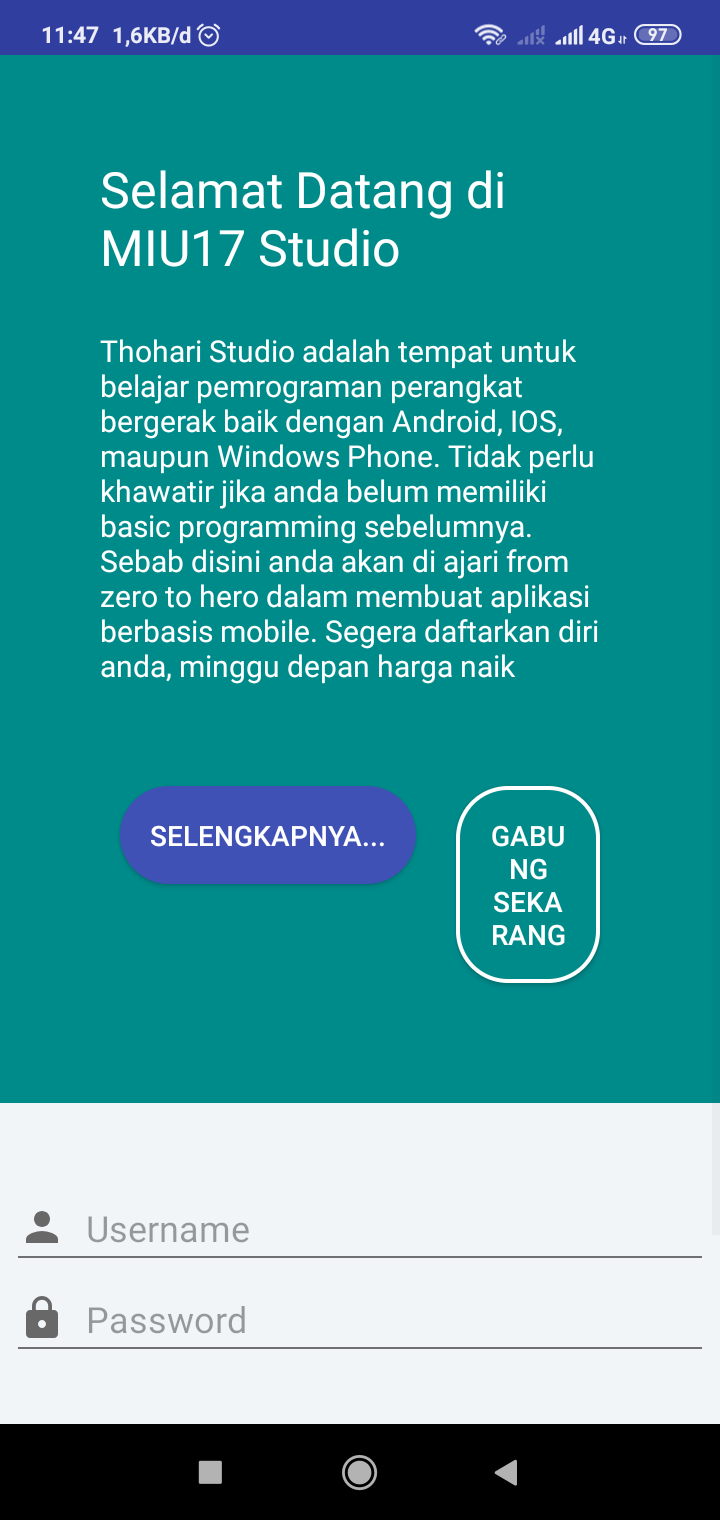 11:47 1,6KB/d 4G 97
Selamat Datang di
MIU17 Studio
Thohari Studio adalah tempat untuk
belajar pemrograman perangkat
bergerak baik dengan Android, IOS,
maupun Windows Phone. Tidak perlu
khawatir jika anda belum memiliki
basic programming sebelumnya.
Sebab disini anda akan di ajari from
zero to hero dalam membuat aplikasi
berbasis mobile. Segera daftarkan diri
anda, minggu depan harga naik
SELENGKAPNYA...
GABU
NG
SEKA
RANG
Username
Password